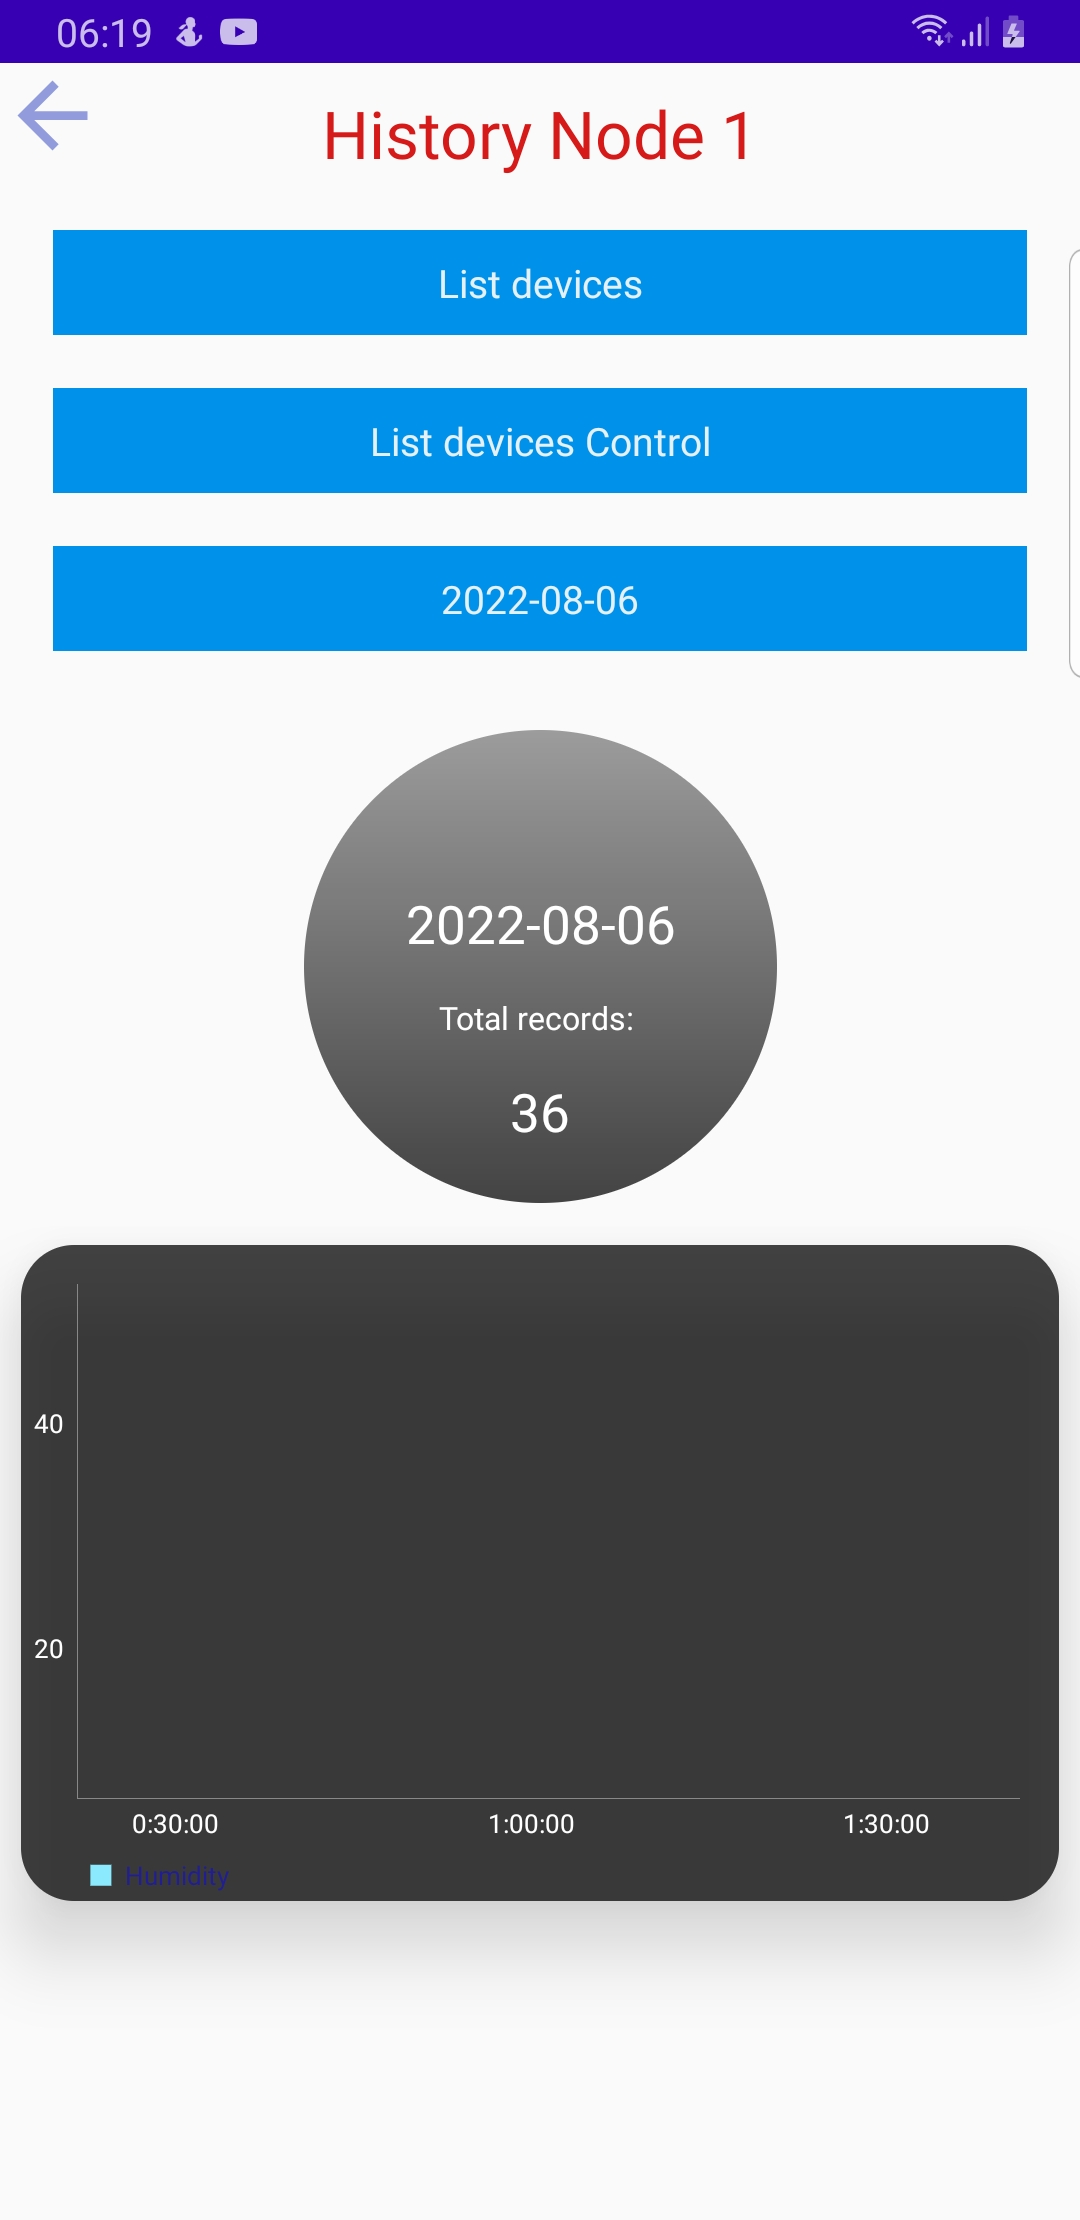 06:19
History Node 1
List devices
List devices Control
2022-08-06
2022-08-06
Total records:
36
40
20
0:30:00 1:00:00 1:30:00
Humidity